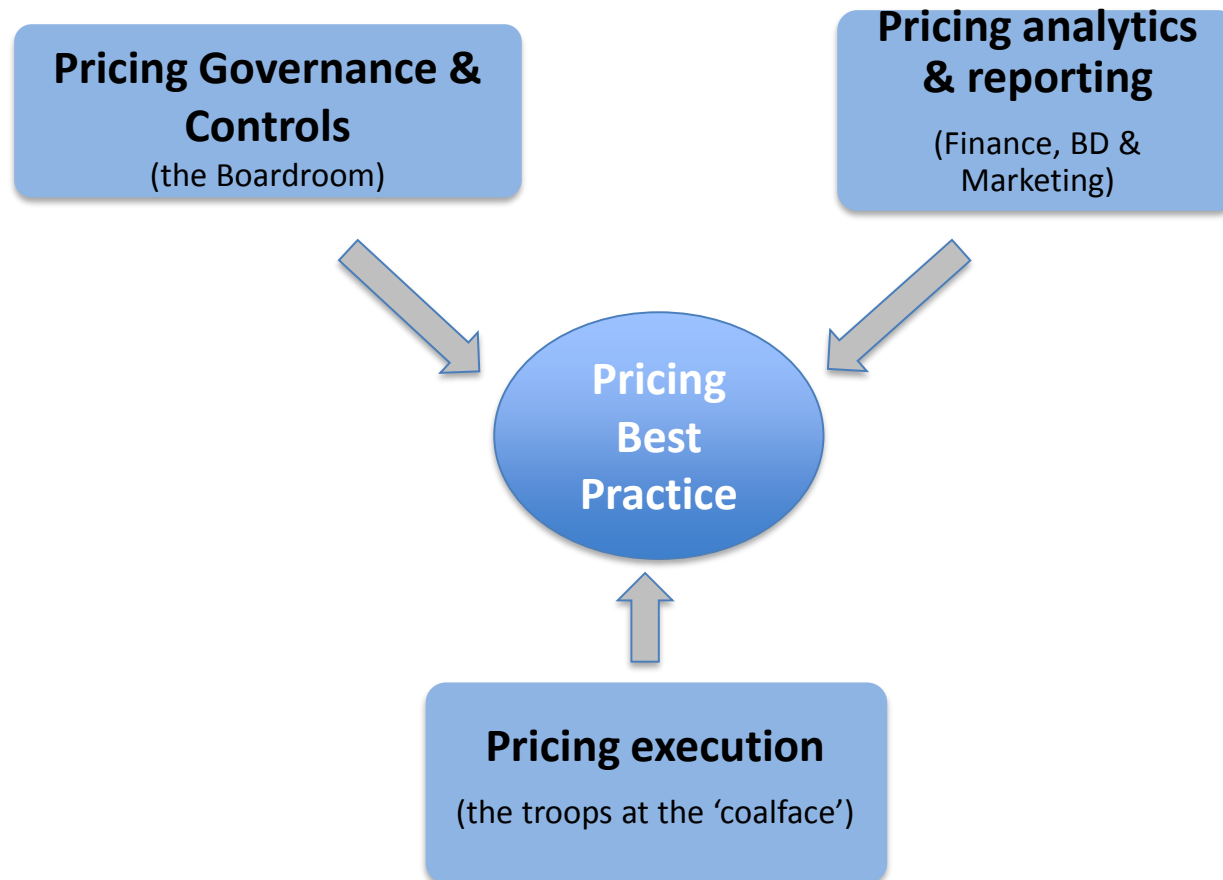 Pricing Governance &
Controls
(the Boardroom)
Pricing analytics
& reporting
(Finance, BD &
Marketing)
Pricing
Best
Practice
Pricing execution
(the troops at the ‘coalface’)